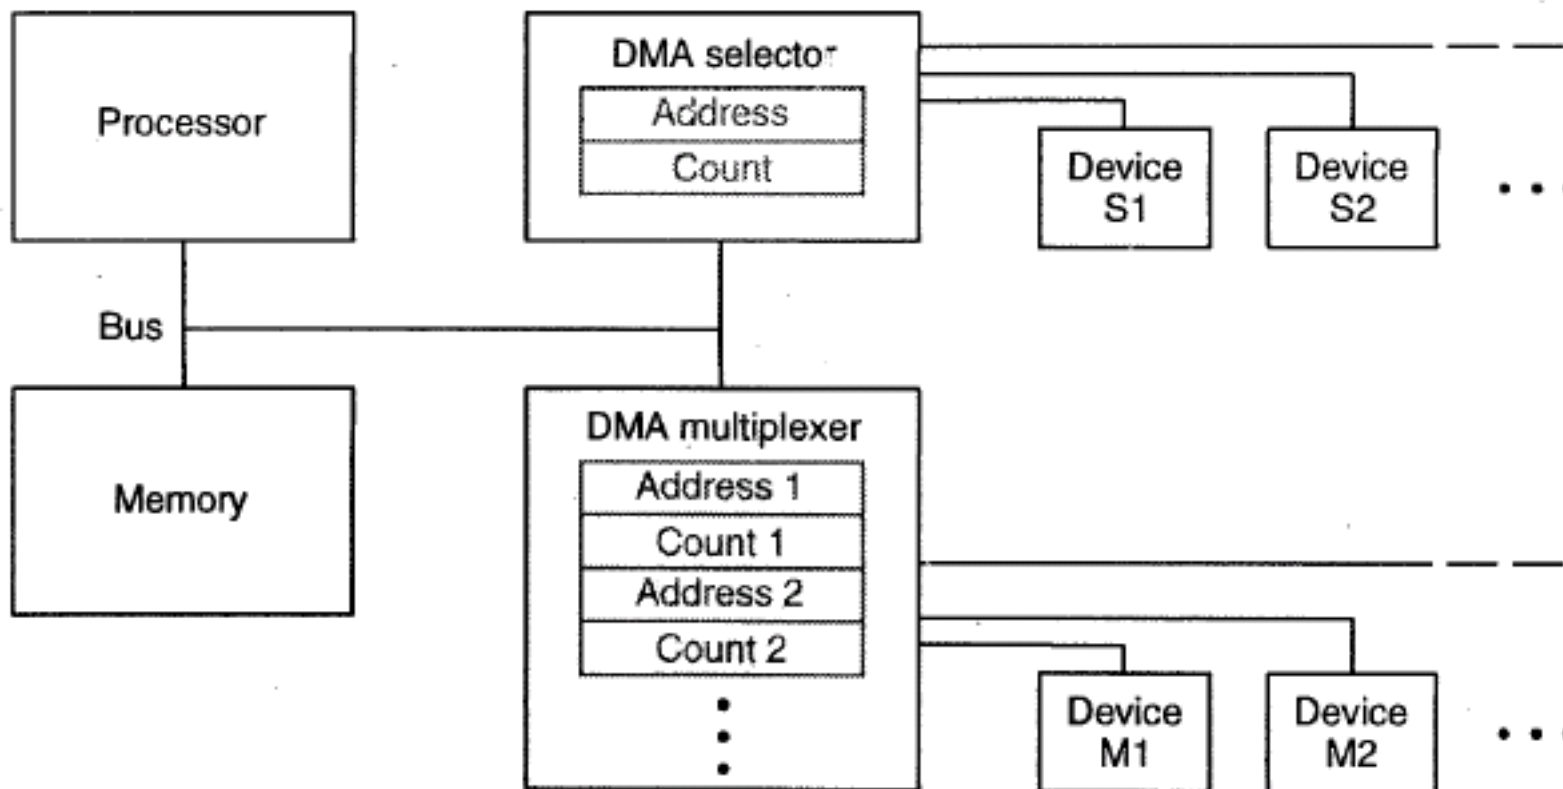 Processor
DMA selector
Address
Count
Device
S1
Device
S2
Bus
Memory
DMA multiplexer
Address 1
Count 1
Address 2
Count 2
Device
M1
Device
M2